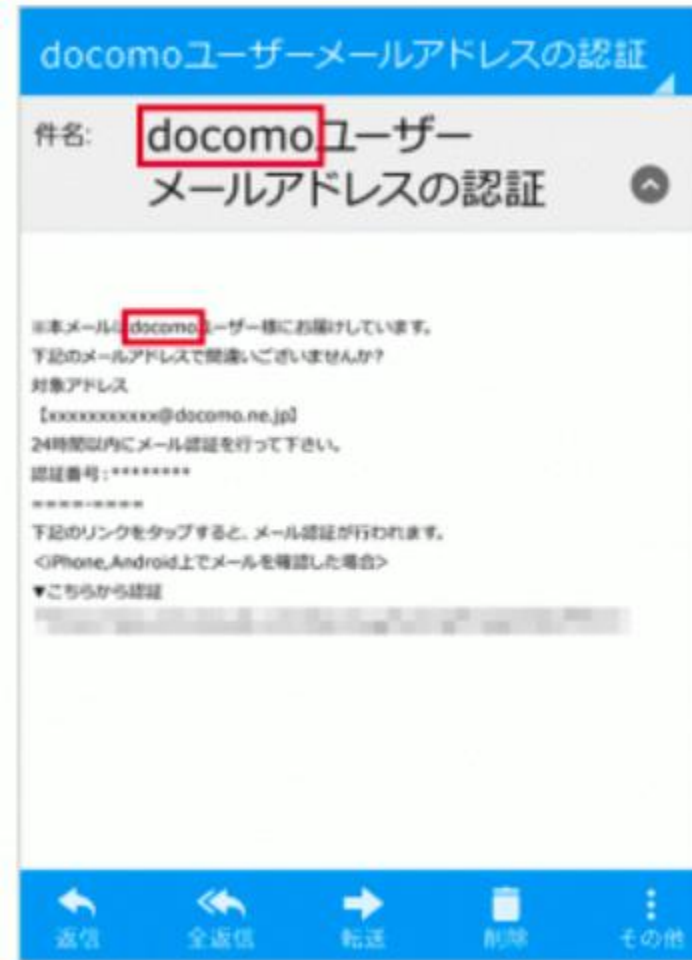 docomoユーザーメールアドレスの認証
件名:
docomoユーザー
メールアドレスの認証
※本メールはdocomoユーザー様にお届けしています。
下記のメールアドレスで間違いございませんか?
対象アドレス
【xxxxxxxxxxx@docomo.ne.jp】
24時間以内にメール認証を行って下さい。
認証番号:********
====-====
下記のリンクをタップすると、メール認証が行われます。
<iPhone,Android上でメールを確認した場合>
▼こちらから認証
返信
全返信
転送
削除
その他